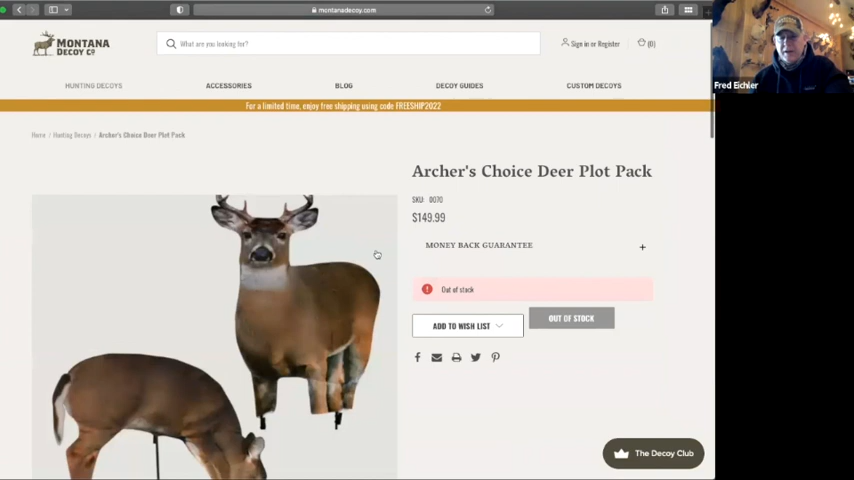 montanadecoy.com
MONTANA
DECOY CO
What are you looking for?
Sign in or Register
(0)
HUNTING DECOYS
ACCESSORIES
BLOG
DECOY GUIDES
CUSTOM DECOYS
Fred Eichler
For a limited time, enjoy free shipping using code FREESHIP2022
Home / Hunting Decoys / Archer's Choice Deer Plot Pack
Archer's Choice Deer Plot Pack
SKU: 0070
$149.99
MONEY BACK GUARANTEE +
Out of stock
ADD TO WISH LIST
OUT OF STOCK
The Decoy Club